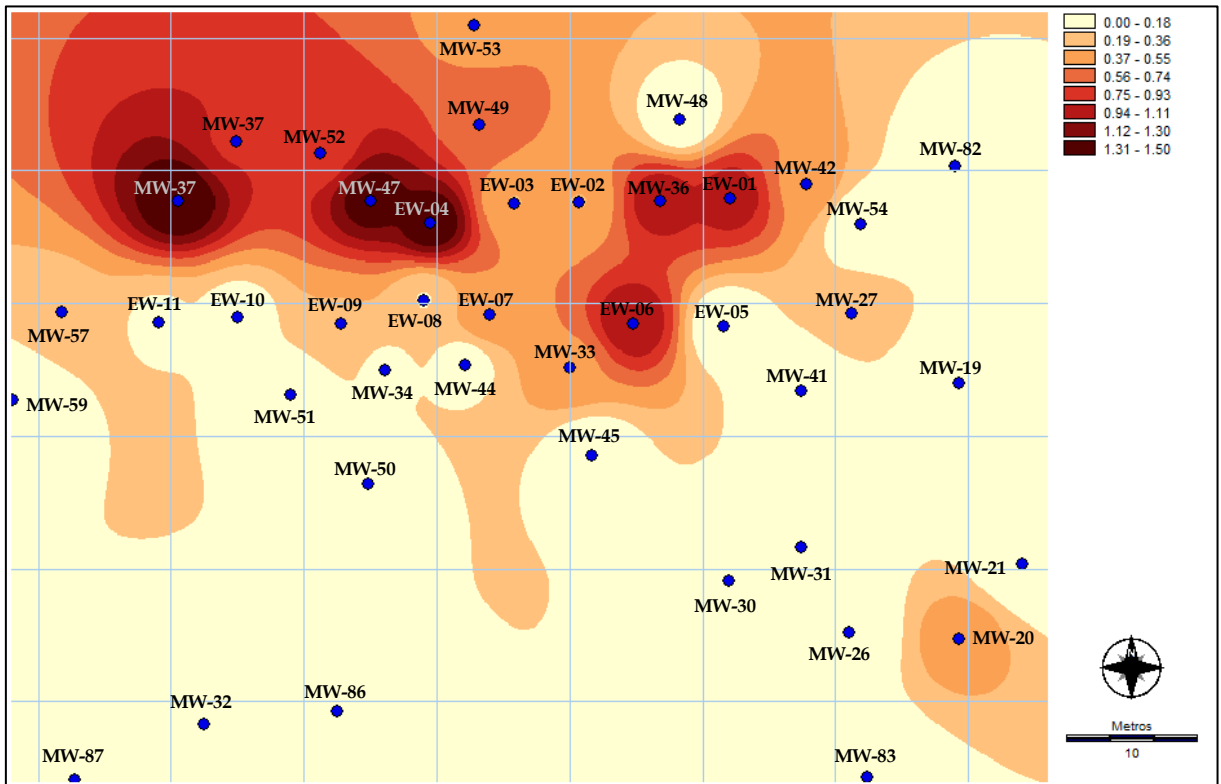 MW-53
0.00 - 0.18
0.19 - 0.36
0.37 - 0.55
0.56 - 0.74
0.75 - 0.93
0.94 - 1.11
1.12 - 1.30
1.31 - 1.50
MW-37
MW-52
MW-49
MW-48
MW-82
MW-37
MW-47
EW-04
EW-03
EW-02
MW-36
EW-01
MW-42
MW-54
MW-57
EW-11
EW-10
EW-09
EW-08
EW-07
EW-06
EW-05
MW-27
MW-59
MW-51
MW-34
MW-44
MW-33
MW-41
MW-19
MW-50
MW-45
MW-31
MW-21
MW-30
MW-26
MW-20
MW-32
MW-86
MW-87
MW-83
N
Metros
10